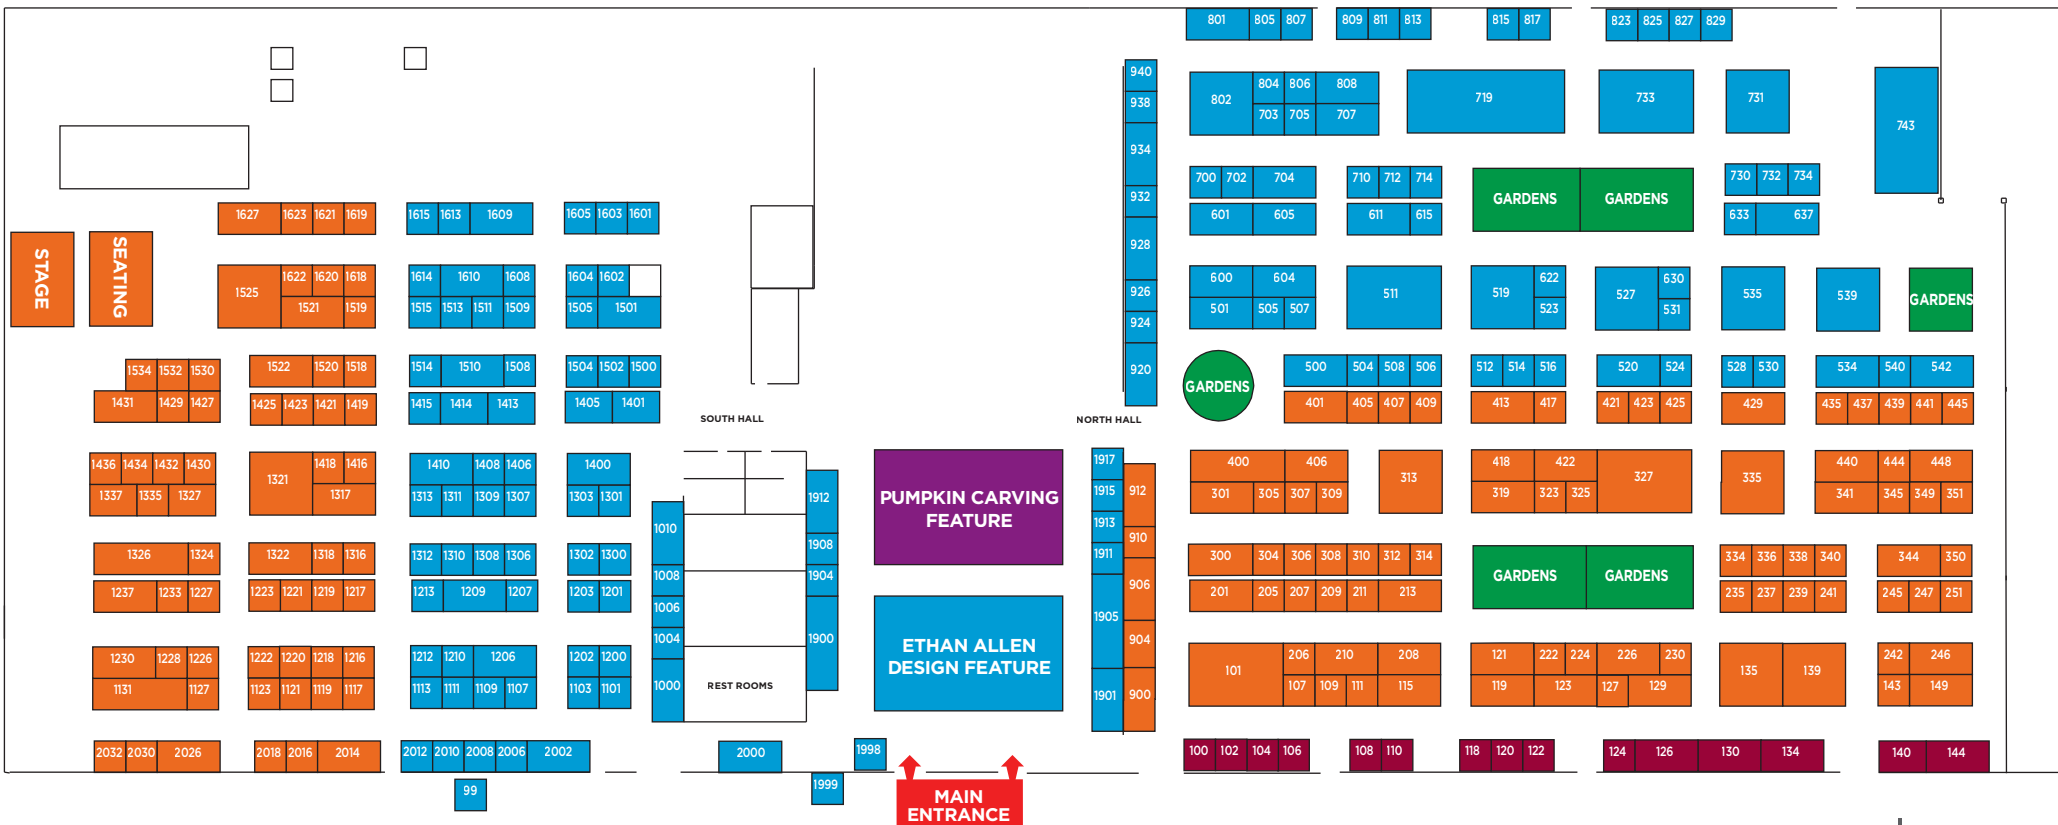 801 805 807 809 811 813 815 817 823 825 827 829
940
938
934
932
928
926
924
920
802 804 806 808
703 705 707
719 733 731 743
700 702 704 710 712 714
601 605 611 615
GARDENS GARDENS
730 732 734
633 637
1627 1623 1621 1619 1615 1613 1609 1605 1603 1601
STAGE
SEATING
1525 1622 1620 1618 1614 1610 1608 1604 1602
1521 1519 1515 1513 1511 1509 1505 1501
600 604 511 519 622 527 630 535 539 GARDENS
501 505 507 523 531
1534 1532 1530 1522 1520 1518 1514 1510 1508 1504 1502 1500
1431 1429 1427 1425 1423 1421 1419 1415 1414 1413 1405 1401
GARDENS
500 504 508 506 512 514 516 520 524 528 530 534 540 542
401 405 407 409 413 417 421 423 425 429 435 437 439 441 445
SOUTH HALL
NORTH HALL
1436 1434 1432 1430 1321 1418 1416 1410 1408 1406 1400
1337 1335 1327 1317 1313 1311 1309 1307 1303 1301
1010
1008
1006
1004
1000
1912
1908
1904
1900
REST ROOMS
PUMPKIN CARVING
FEATURE
ETHAN ALLEN
DESIGN FEATURE
1917
1915
1913
1911
1905
1901
912
910
906
904
900
400 406 313 418 422 327 335 440 444 448
301 305 307 309 319 323 325 341 345 349 351
1326 1324 1322 1318 1316 1312 1310 1308 1306 1302 1300
1237 1233 1227 1223 1221 1219 1217 1213 1209 1207 1203 1201
300 304 306 308 310 312 314 334 336 338 340 344 350
GARDENS GARDENS
201 205 207 209 211 213 235 237 239 241 245 247 251
1230 1228 1226 1222 1220 1218 1216 1212 1210 1206 1202 1200
1131 1127 1123 1121 1119 1117 1113 1111 1109 1107 1103 1101
101 206 210 208 121 222 224 226 230 135 139 242 246
107 109 111 115 119 123 127 129 143 149
2032 2030 2026 2018 2016 2014 2012 2010 2008 2006 2002 2000 1998
100 102 104 106 108 110 118 120 122 124 126 130 134 140 144
99 1999
MAIN
ENTRANCE